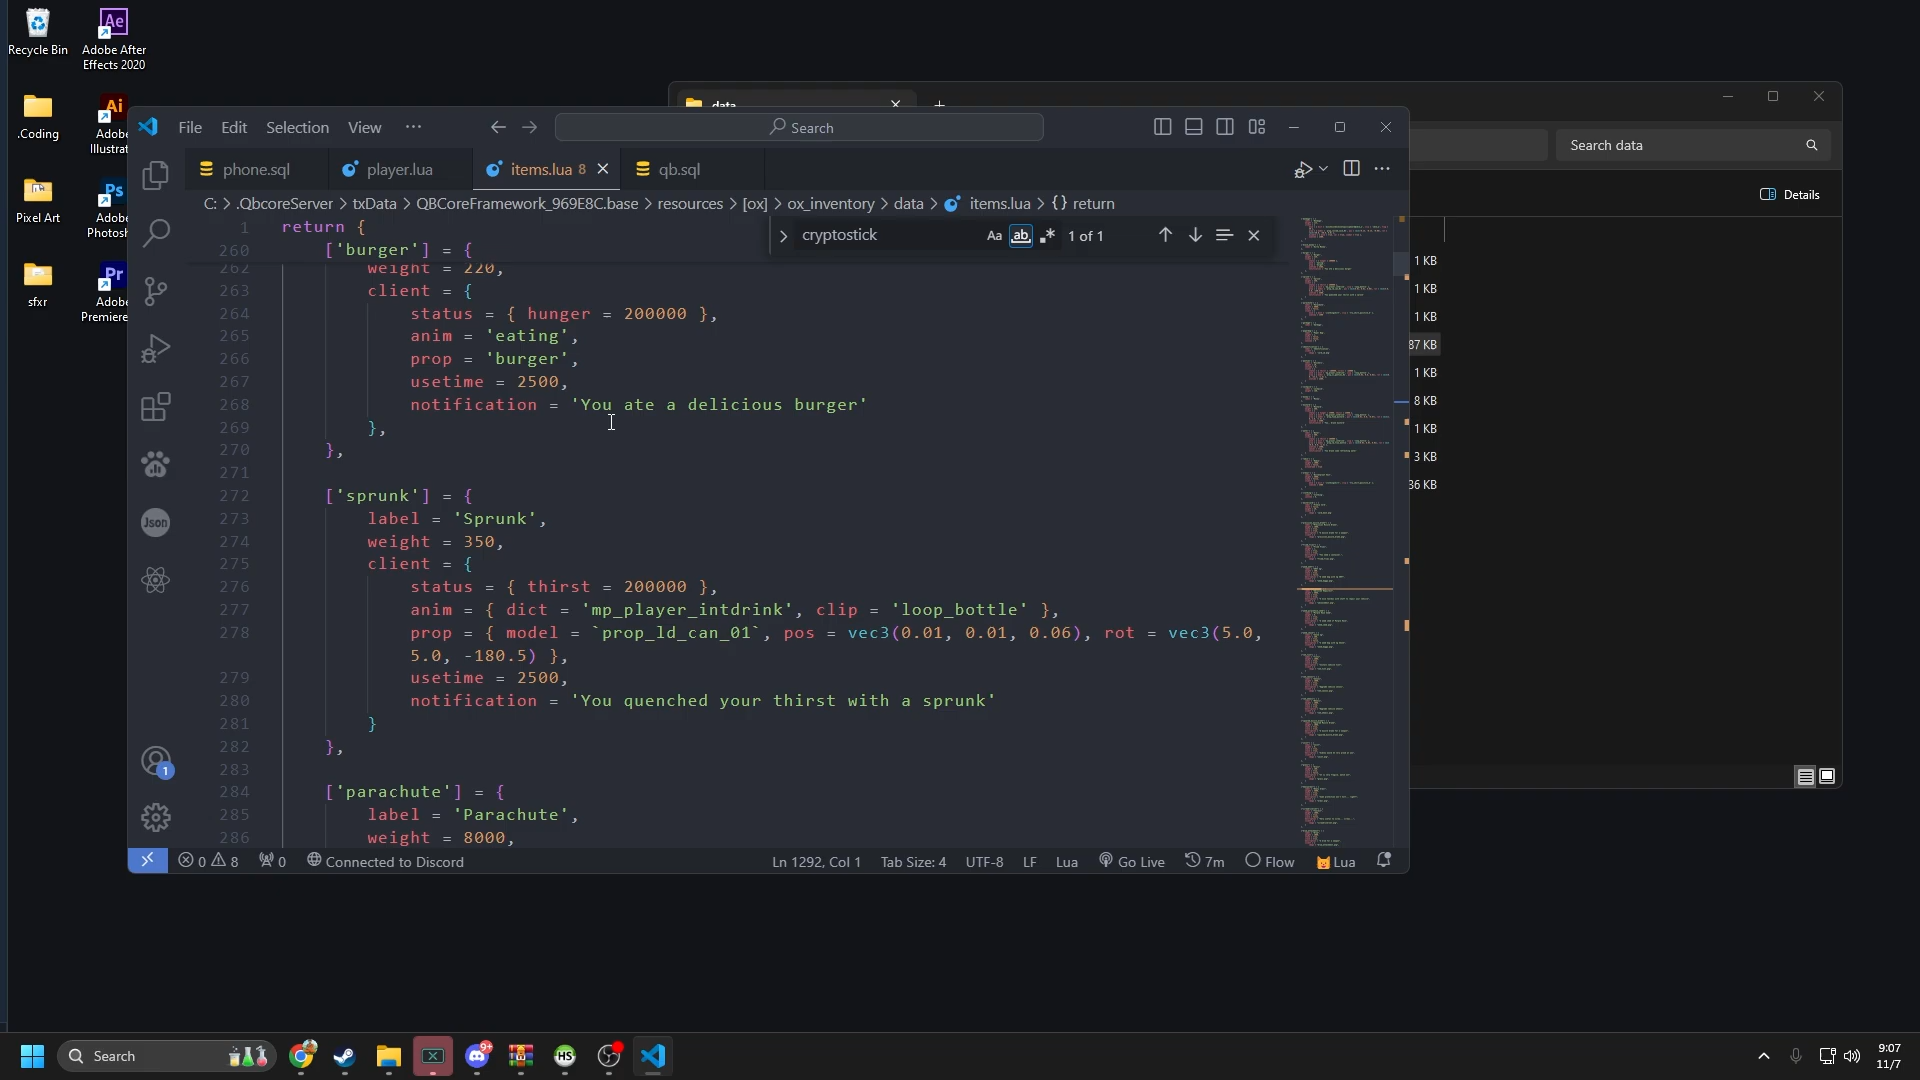 Recycle Bin
Adobe After
Effects 2020
.Coding
Adobe
Illustrat
Pixel Art
Adobe
Photosh
sfxr
Adobe
Premiere
data
Search data
Details
1 KB
1 KB
1 KB
87 KB
1 KB
8 KB
1 KB
3 KB
36 KB
File Edit Selection View ···
Search
phone.sql
player.lua
items.lua 8
qb.sql
C: > .QbcoreServer > txData > QBCoreFramework_969E8C.base > resources > [ox] > ox_inventory > data > items.lua > {} return
cryptostick
Aa ab 1 of 1
1 return {
260 ['burger'] = {
262 weight = 220,
263 client = {
264 status = { hunger = 200000 },
265 anim = 'eating',
266 prop = 'burger',
267 usetime = 2500,
268 notification = 'You ate a delicious burger'
269 },
270 },
271
272 ['sprunk'] = {
273 label = 'Sprunk',
274 weight = 350,
275 client = {
276 status = { thirst = 200000 },
277 anim = { dict = 'mp_player_intdrink', clip = 'loop_bottle' },
278 prop = { model = `prop_ld_can_01`, pos = vec3(0.01, 0.01, 0.06), rot = vec3(5.0,
5.0, -180.5) },
279 usetime = 2500,
280 notification = 'You quenched your thirst with a sprunk'
281 }
282 },
283
284 ['parachute'] = {
285 label = 'Parachute',
286 weight = 8000,
Json
1
0 8 0 Connected to Discord
Ln 1292, Col 1 Tab Size: 4 UTF-8 LF Lua Go Live 7m Flow Lua
Search
9+
HS
9:07
11/7